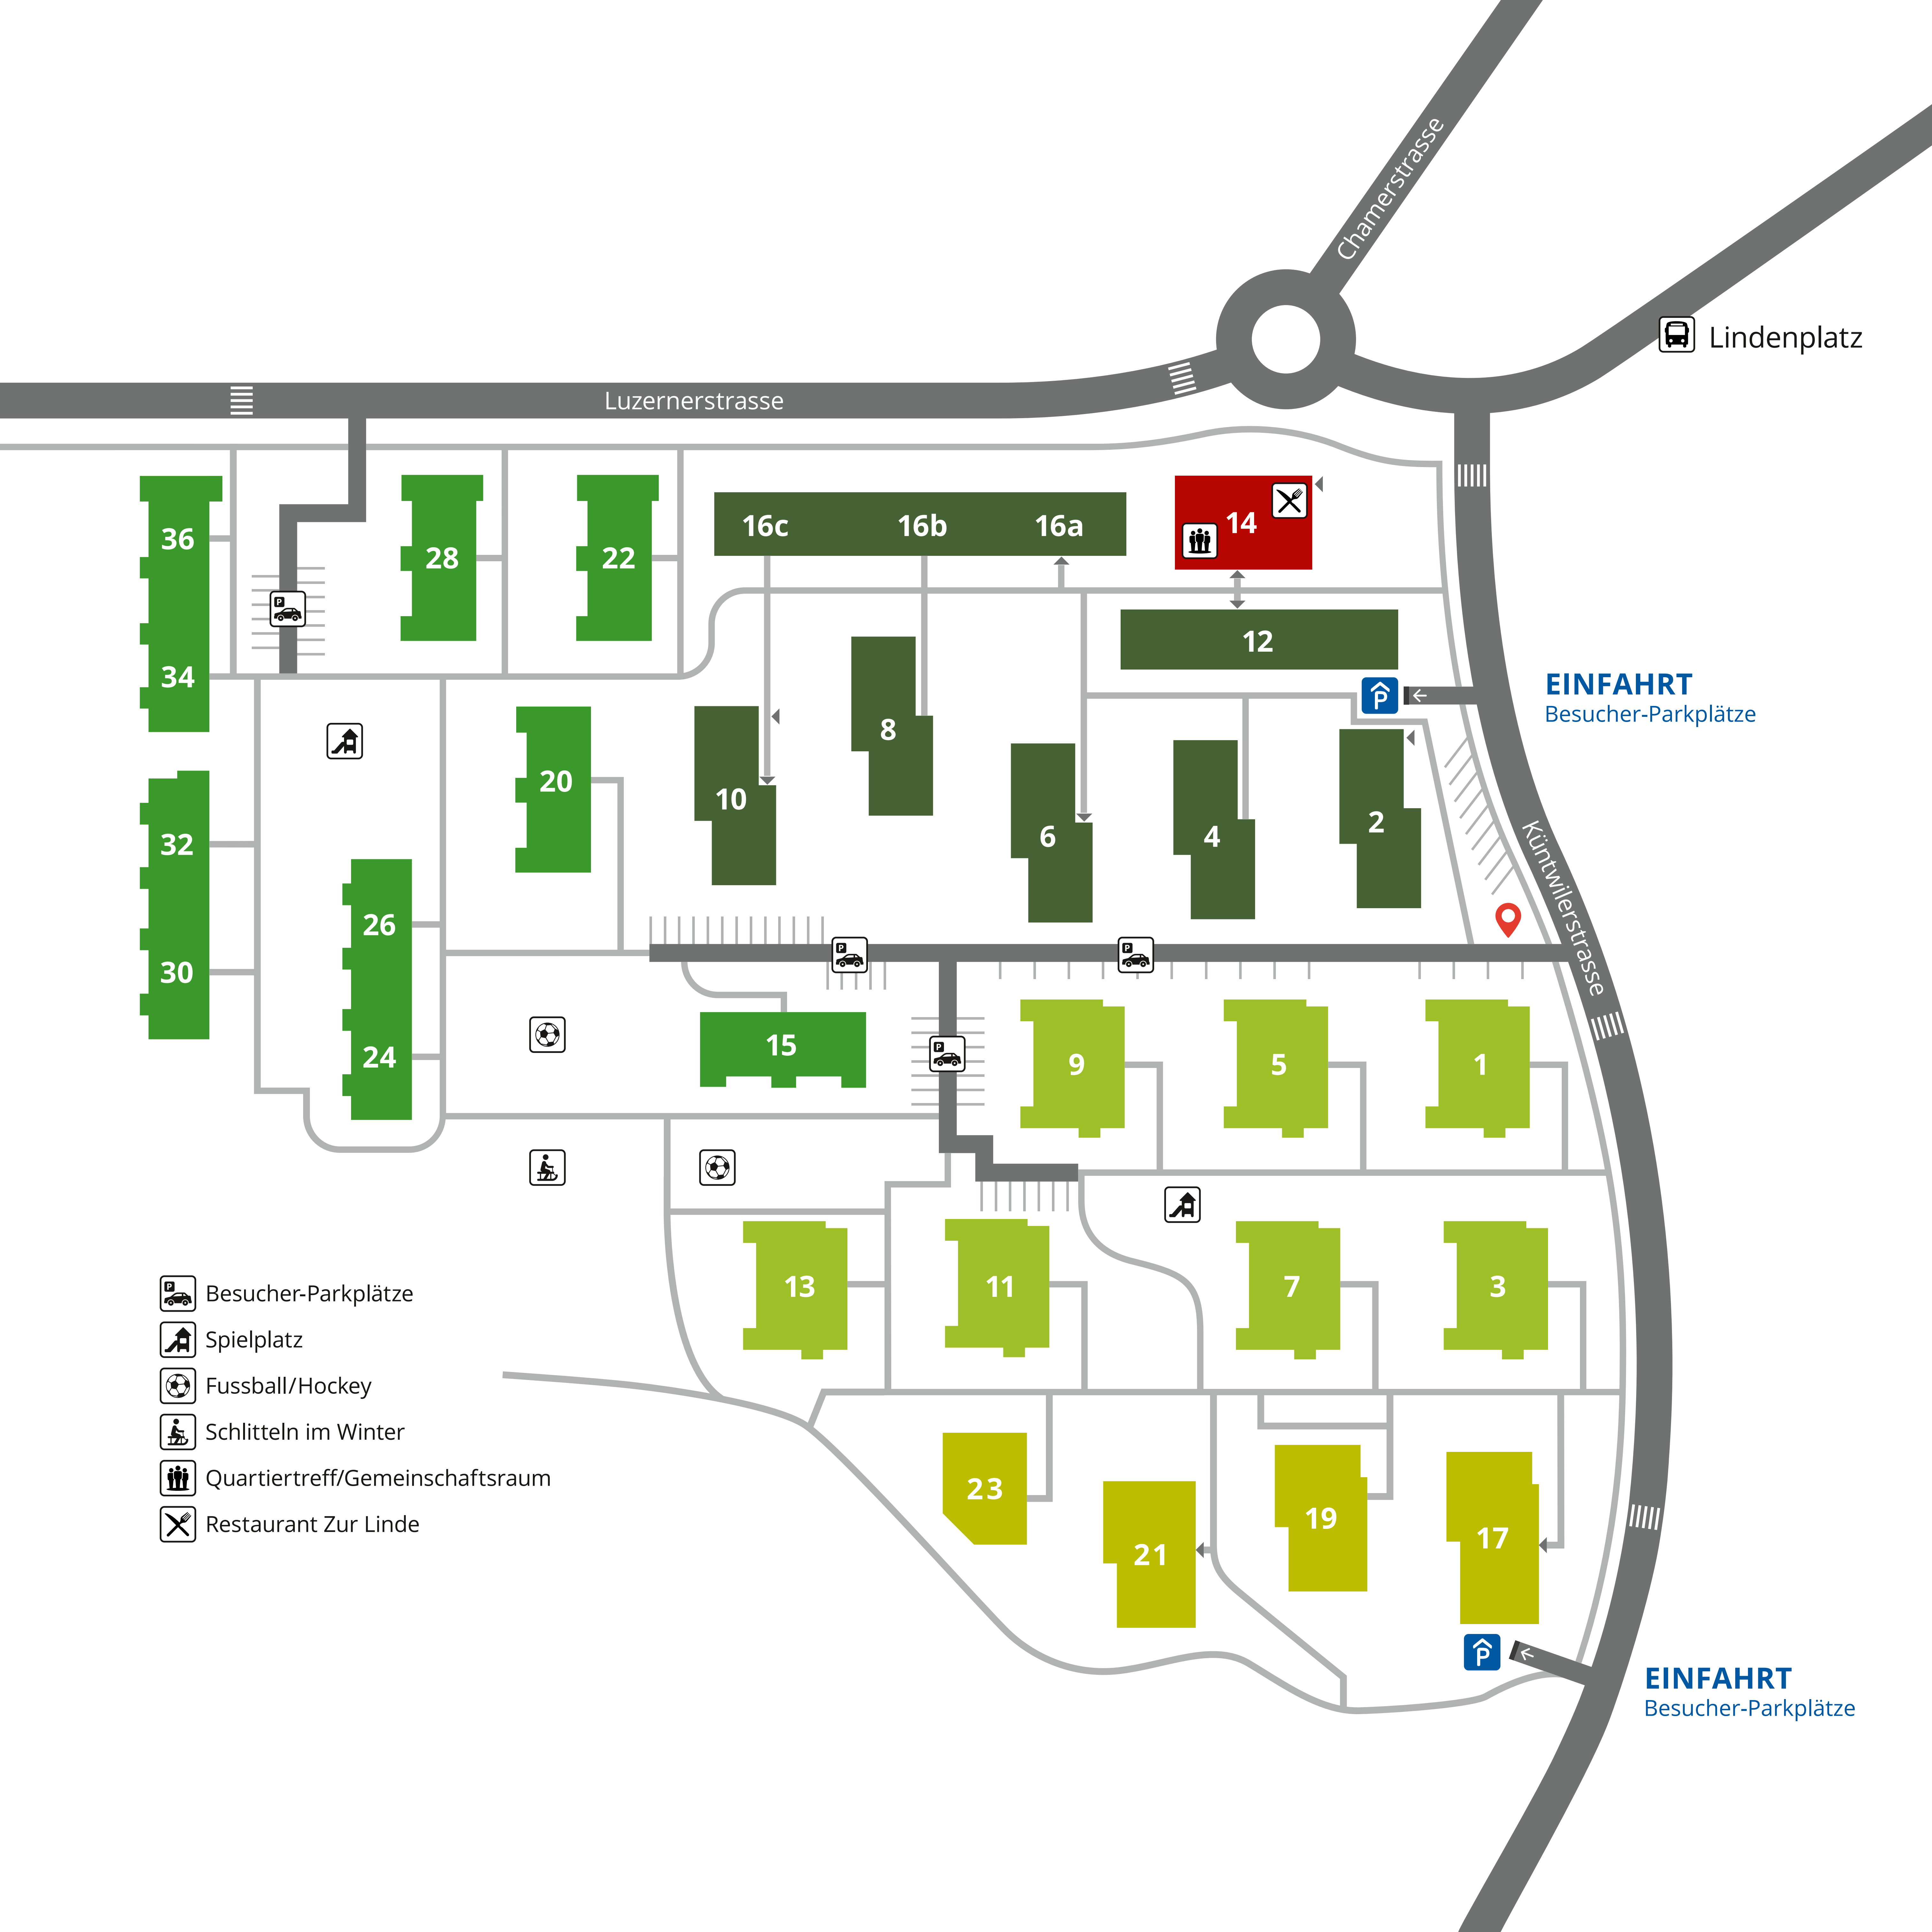 Chamerstrasse
Lindenplatz
Luzernerstrasse
36
28
22
16c
16b
16a
14
34
P
12
EINFAHRT
Besucher-Parkplätze
P
20
10
8
6
4
2
32
26
30
24
Küntwilerstrasse
P
P
15
P
9
5
1
13
11
7
3
P
Besucher-Parkplätze
Spielplatz
Fussball/Hockey
Schlitteln im Winter
Quartiertreff/Gemeinschaftsraum
Restaurant Zur Linde
23
21
19
17
P
EINFAHRT
Besucher-Parkplätze